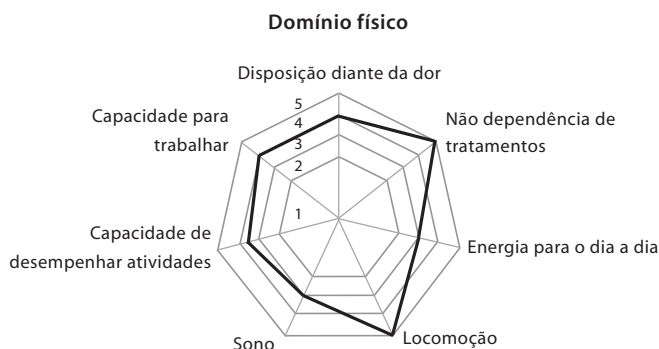 Domínio físico
Disposição diante da dor
Não dependência de
tratamentos
Energia para o dia a dia
Locomoção
Sono
Capacidade de
desempenhar atividades
Capacidade para
trabalhar
5
4
3
2
1